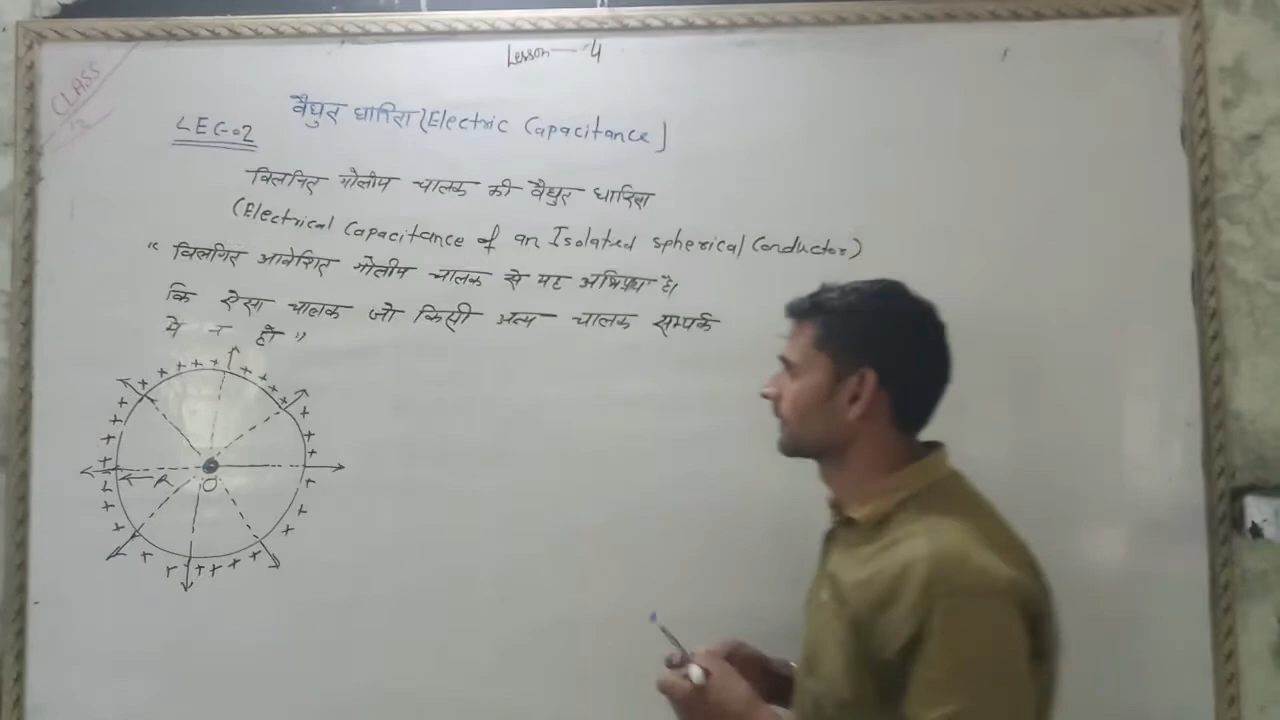 Lesson — 4
CLASS
LEC-02
वैद्युत धारिता (Electric Capacitance)
विलगित गोलीय चालक की वैद्युत धारिता
(Electrical Capacitance of an Isolated Spherical Conductor)
“ विलगित आवेशित गोलीय चालक से यह अभिप्राय है।
कि ऐसा चालक जो किसी अन्य चालक सम्पर्क
मे न हो ”
R
O